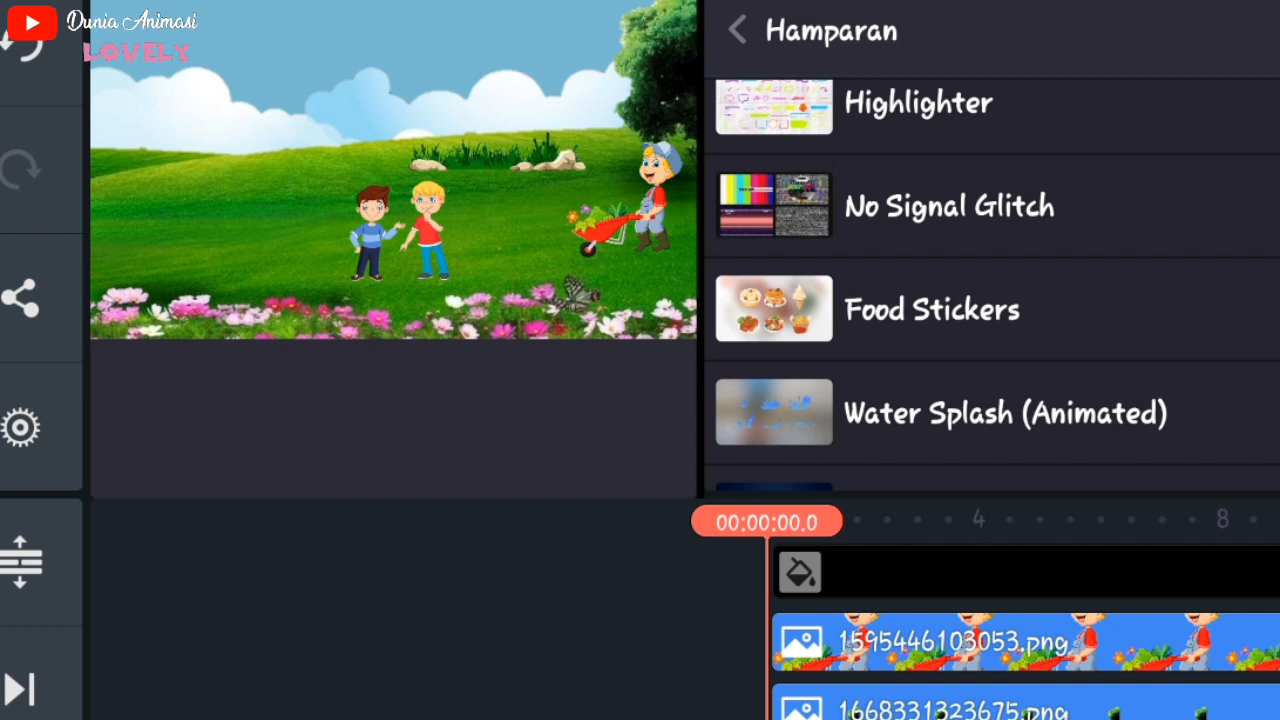 Dunia Animasi
LOVELY
Hamparan
Highlighter
No Signal Glitch
Food Stickers
Water Splash (Animated)
00:00:00.0
4
8
1595446103053.png
1668331323675.png